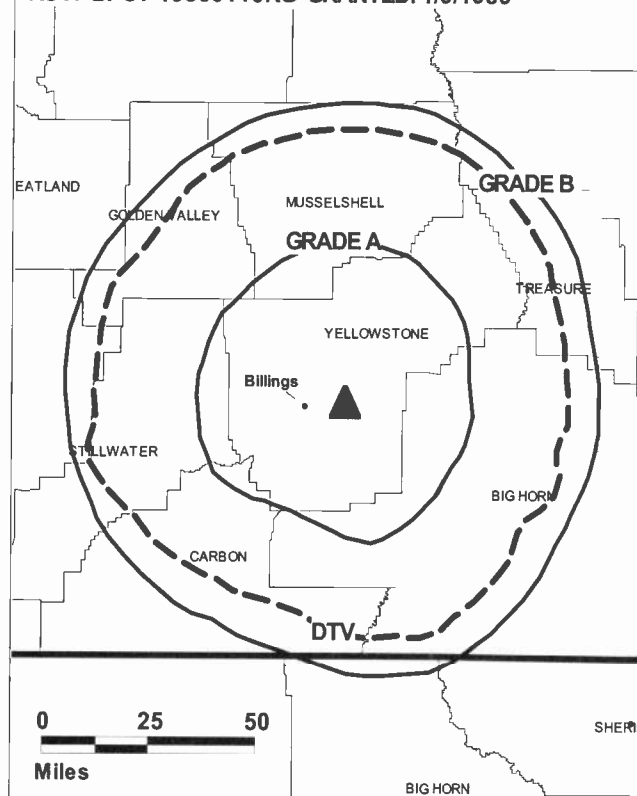 GRADE B
EATLAND
MUSSELSHELL
GOLDEN VALLEY
GRADE A
TREASURE
YELLOWSTONE
Billings
STILLWATER
BIG HORN
CARBON
DTV
0 25 50
Miles
SHERI
BIG HORN